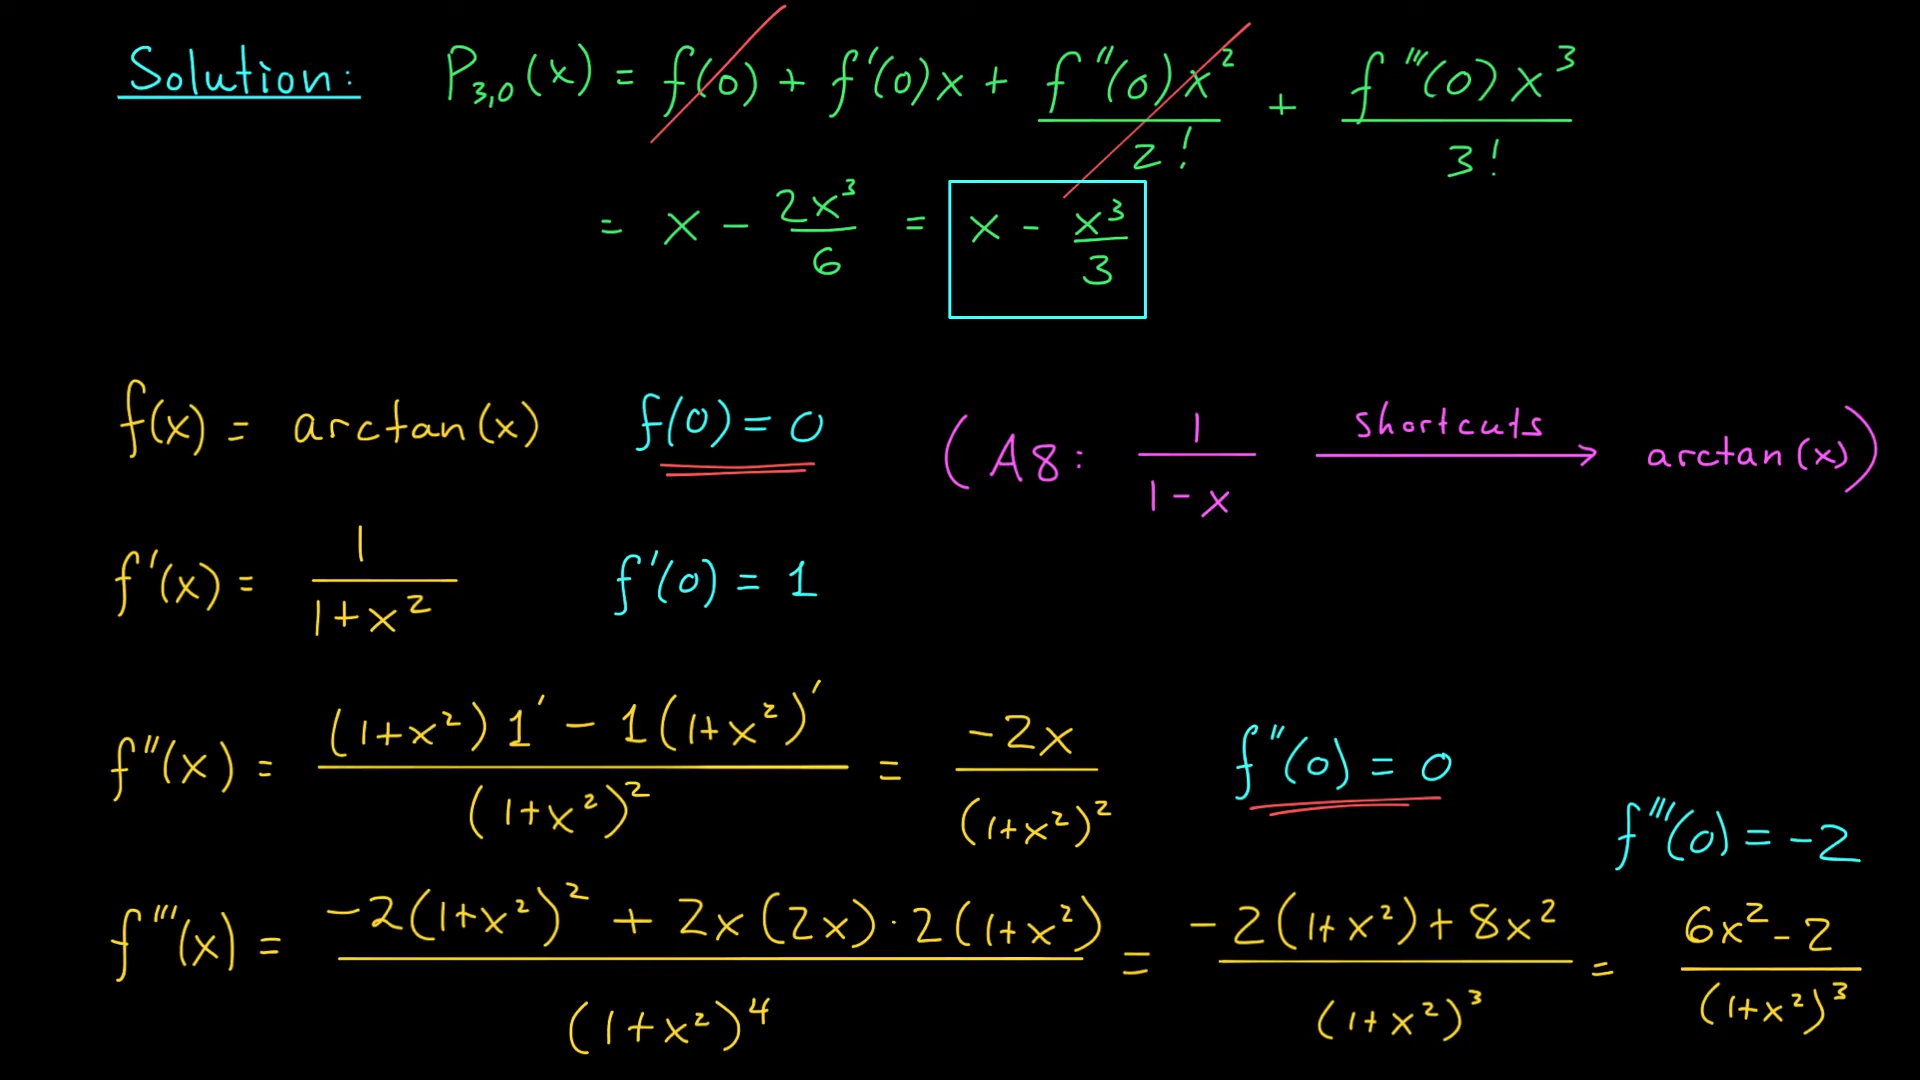 Solution: P₃,₀(x) = f(0) + f'(0)x + f''(0)x²/2! + f'''(0)x³/3!
= x - 2x³/6 = x - x³/3
f(x) = arctan(x) f(0) = 0 (A8: 1/(1-x) shortcuts → arctan(x))
f'(x) = 1/(1+x²) f'(0) = 1
f''(x) = ((1+x²)1' - 1(1+x²)')/(1+x²)² = -2x/(1+x²)² f''(0) = 0
f'''(0) = -2
f'''(x) = (-2(1+x²)² + 2x(2x)·2(1+x²))/(1+x²)⁴ = (-2(1+x²)+8x²)/(1+x²)³ = (6x²-2)/(1+x²)³